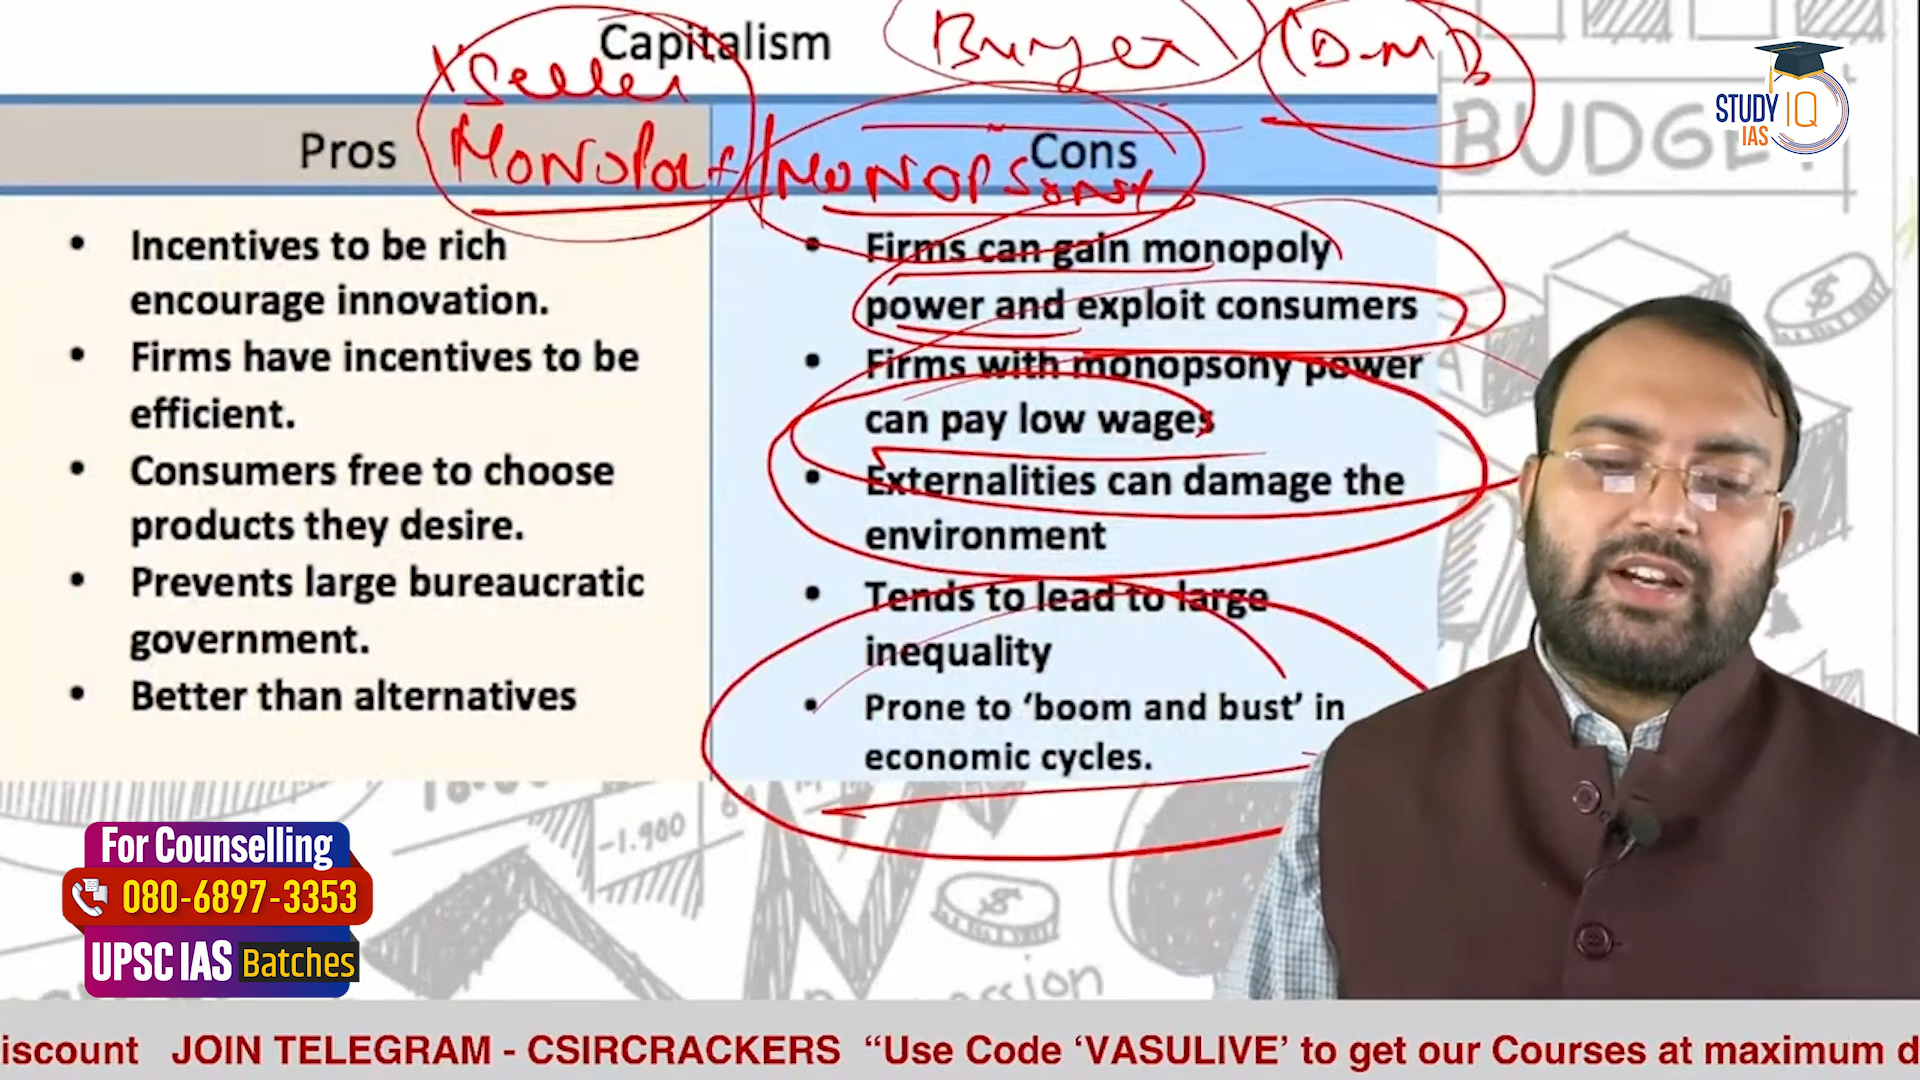 Capitalism
Buyer
Seller
STUDY IQ
IAS
BUDGET
Pros
Cons
MONOPSONY
Incentives to be rich
encourage innovation.
Firms have incentives to be
efficient.
Consumers free to choose
products they desire.
Prevents large bureaucratic
government.
Better than alternatives
Firms can gain monopoly
power and exploit consumers
Firms with monopsony power
can pay low wages
Externalities can damage the
environment
Tends to lead to large
inequality
Prone to ‘boom and bust’ in
economic cycles.
-1.900
For Counselling
080-6897-3353
UPSC IAS Batches
iscount JOIN TELEGRAM - CSIRCRACKERS “Use Code ‘VASULIVE’ to get our Courses at maximum d